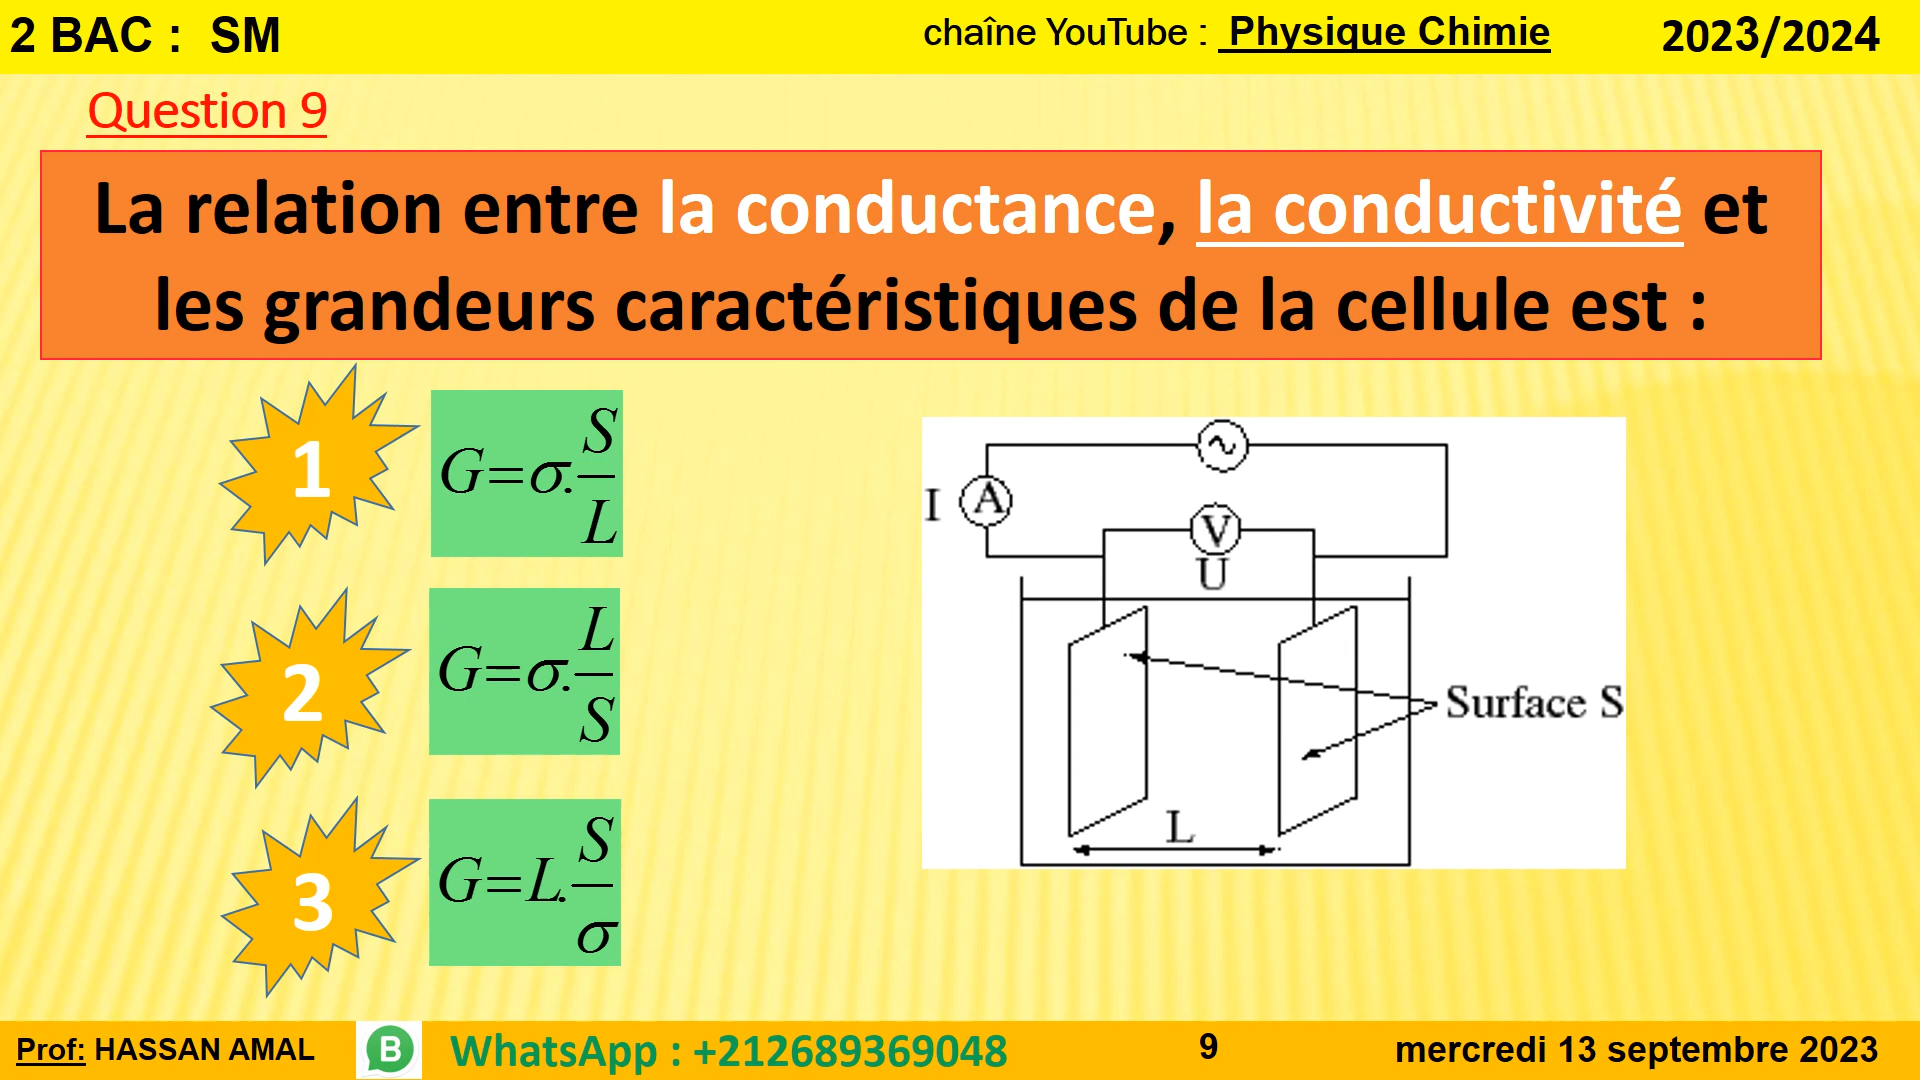 2 BAC :  SM
chaîne YouTube :  Physique Chimie
2023/2024
Question 9
La relation entre la conductance, la conductivité et
les grandeurs caractéristiques de la cellule est :
1
G=σ.S/L
2
G=σ.L/S
3
G=L.S/σ
I
A
V
U
Surface S
L
Prof: HASSAN AMAL
B
WhatsApp : +212689369048
9
mercredi 13 septembre 2023